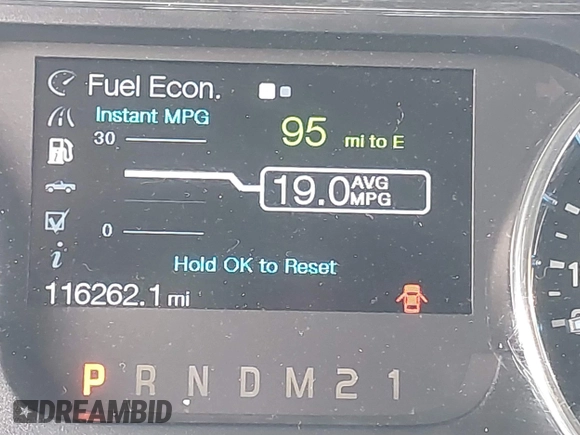 Fuel Econ.
Instant MPG
30
95 mi to E
19.0 AVG MPG
0
i
Hold OK to Reset
116262.1 mi
P R N D M 2 1
DREAMBID